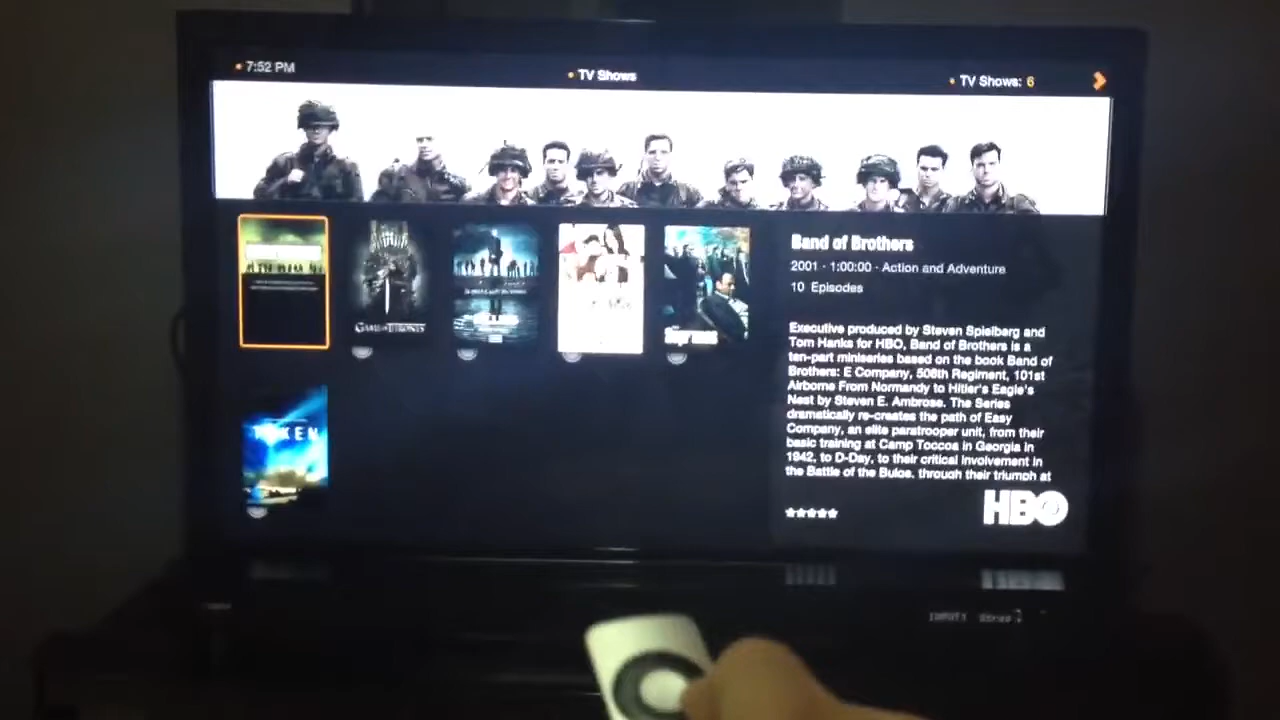 7:52 PM
TV Shows
TV Shows: 6
Band of Brothers
2001 · 1:00:00 · Action and Adventure
10 Episodes
GAME OF THRONES
Sopranos
TAKEN
Executive produced by Steven Spielberg and
Tom Hanks for HBO, Band of Brothers is a
ten-part miniseries based on the book Band of
Brothers: E Company, 506th Regiment, 101st
Airborne From Normandy to Hitler's Eagle's
Nest by Steven E. Ambrose. The Series
dramatically re-creates the path of Easy
Company, an elite paratrooper unit, from their
basic training at Camp Toccoa in Georgia in
1942, to D-Day, to their critical involvement in
the Battle of the Bulge, through their triumph at
HBO